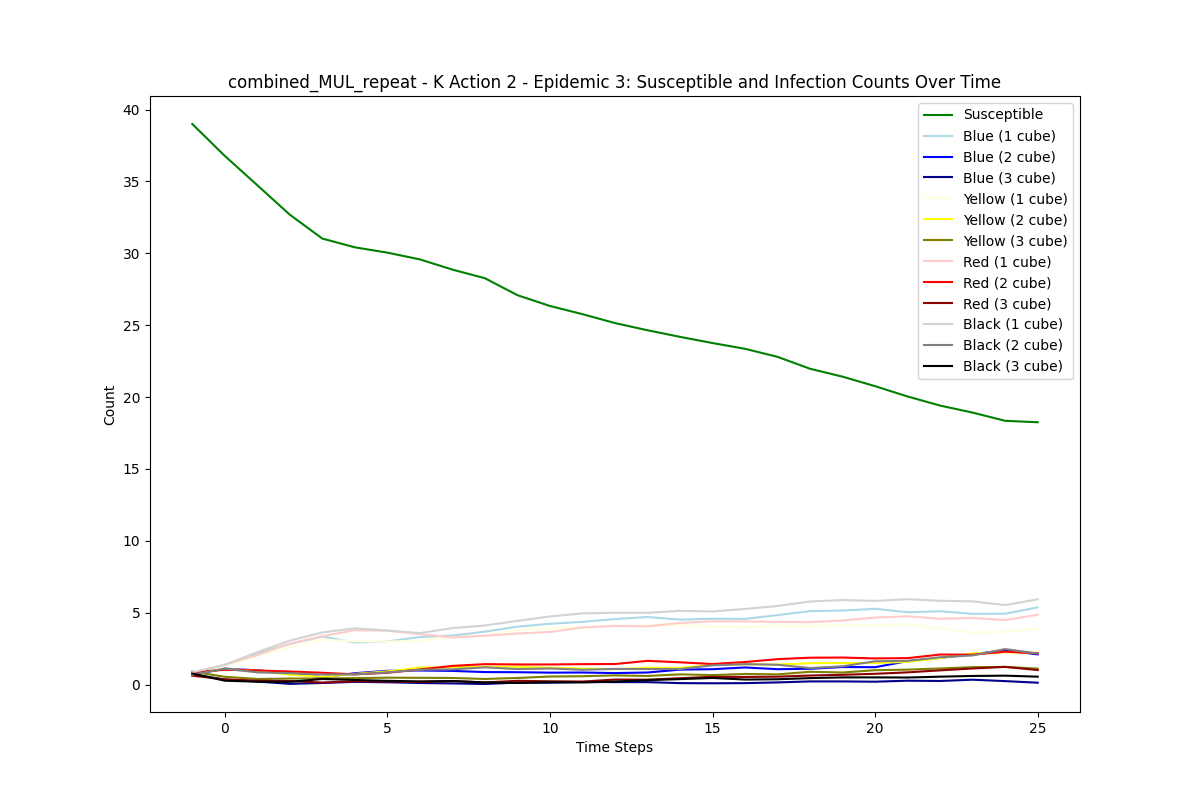 combined_MUL_repeat - K Action 2 - Epidemic 3: Susceptible and Infection Counts Over Time
40
35
30
25
20
15
10
5
0
Count
0 5 10 15 20 25
Time Steps
Susceptible
Blue (1 cube)
Blue (2 cube)
Blue (3 cube)
Yellow (1 cube)
Yellow (2 cube)
Yellow (3 cube)
Red (1 cube)
Red (2 cube)
Red (3 cube)
Black (1 cube)
Black (2 cube)
Black (3 cube)